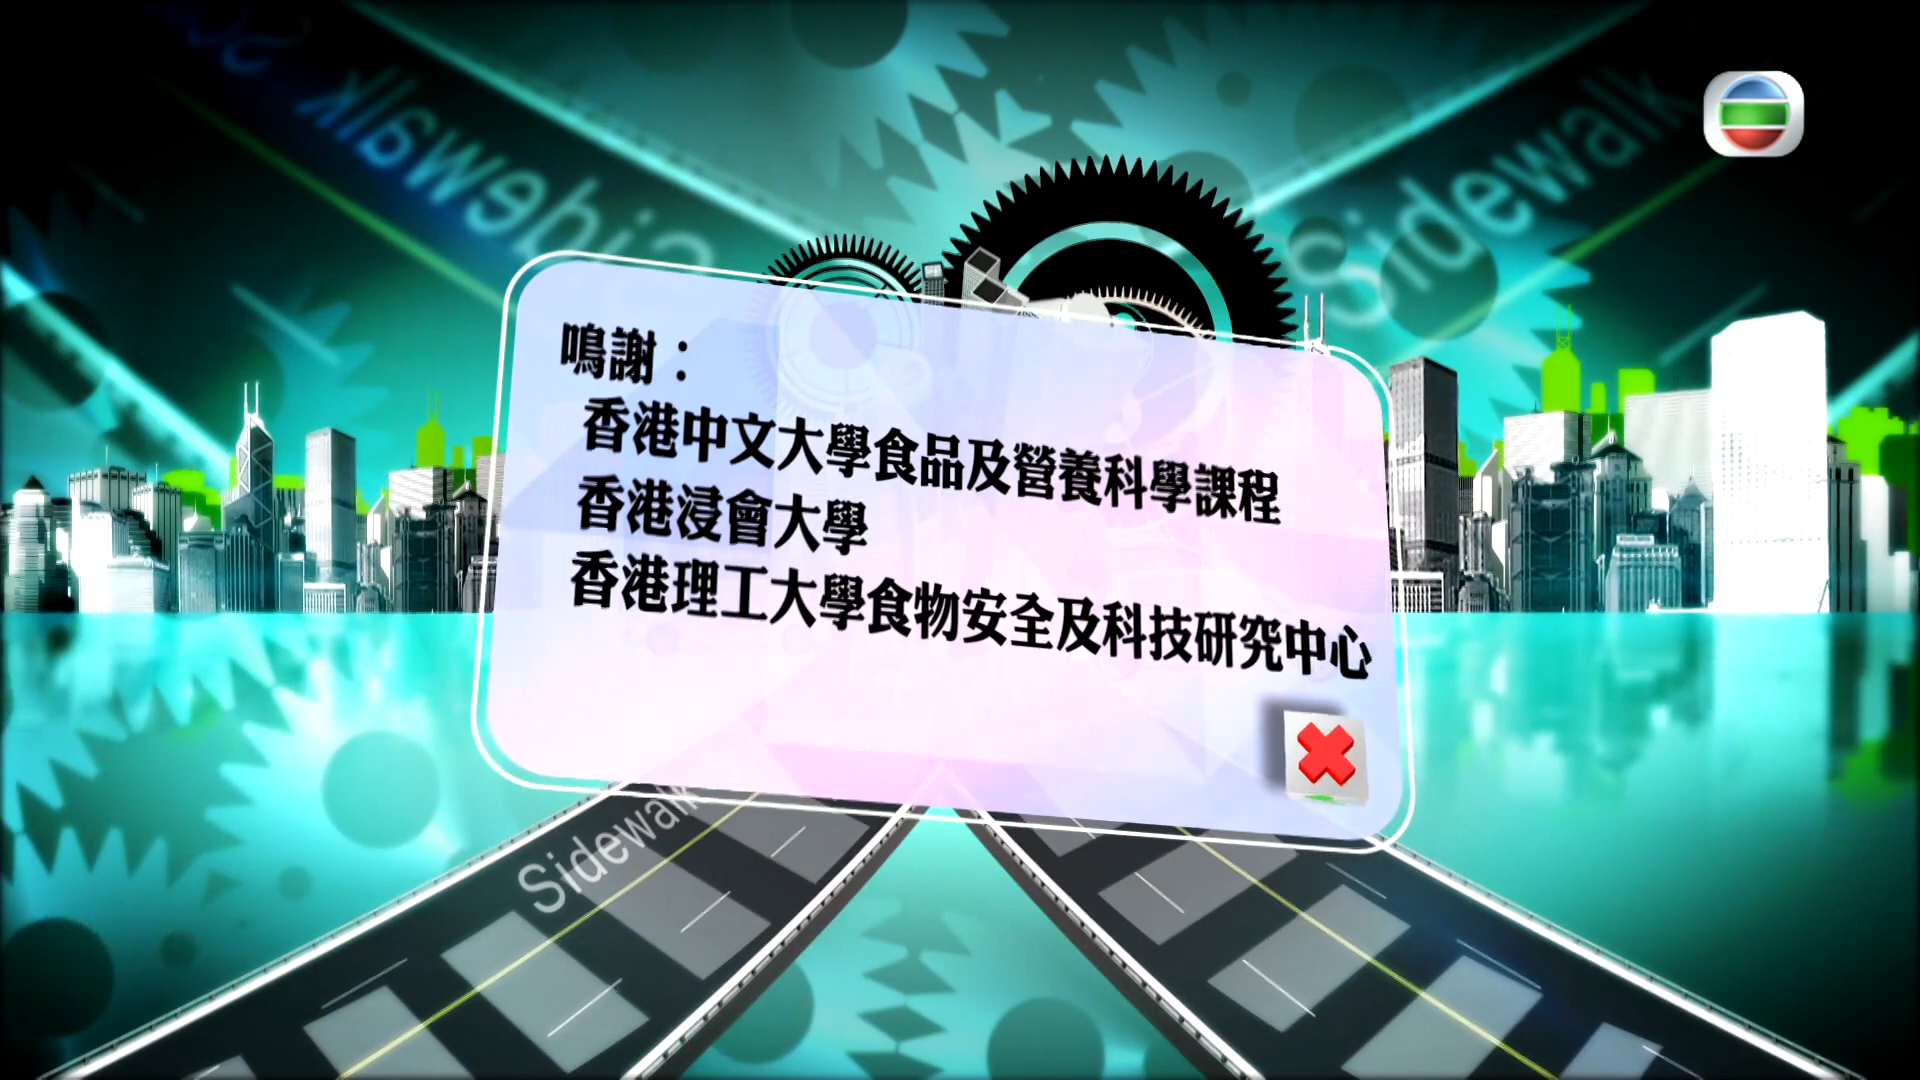 鳴謝：
香港中文大學食品及營養科學課程
香港浸會大學
香港理工大學食物安全及科技研究中心
Sidewalk
Sidewalk
Sidewalk